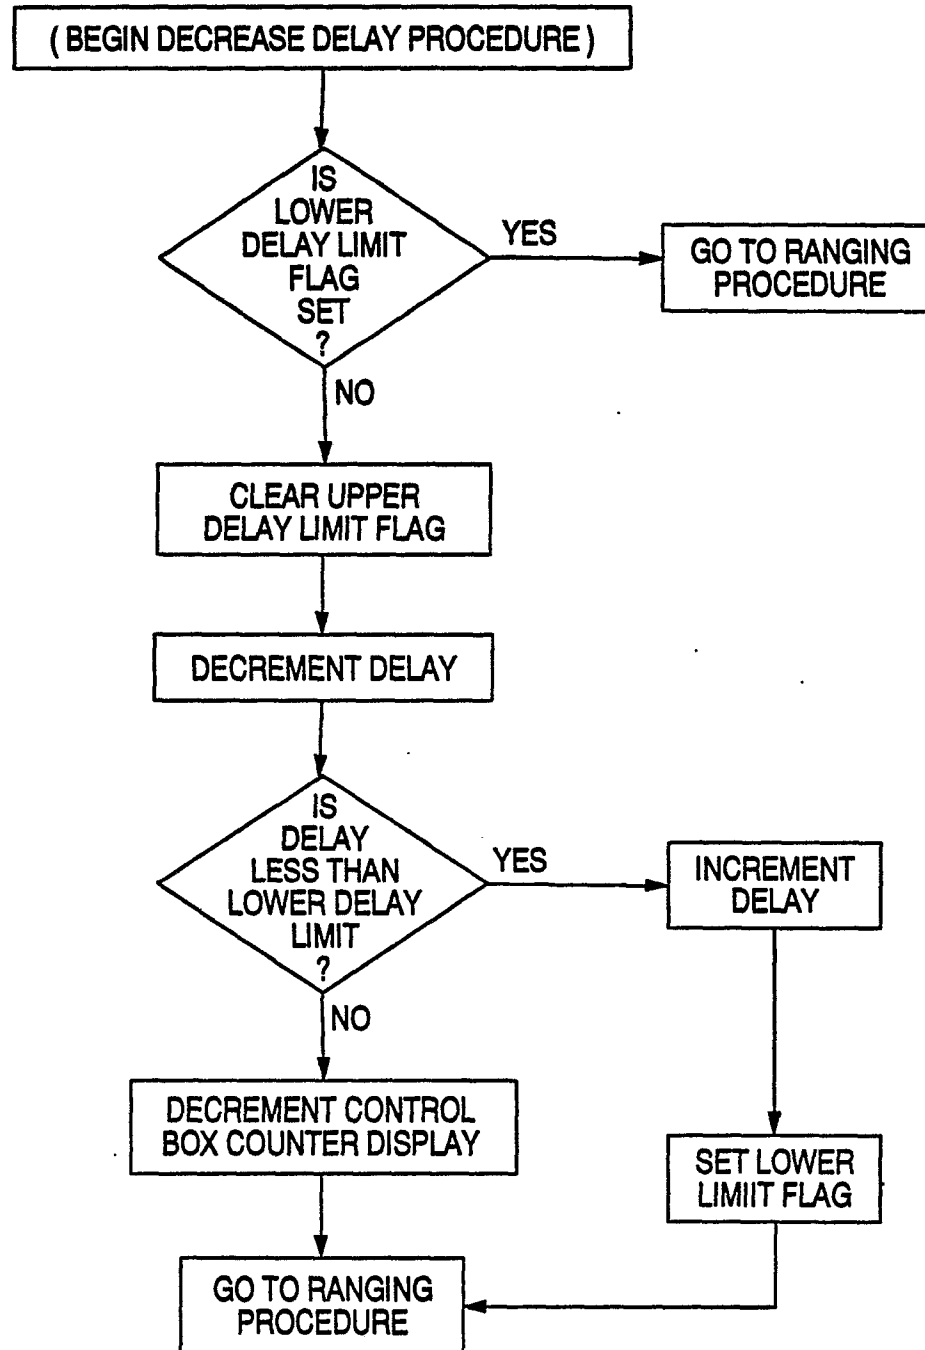 ( BEGIN DECREASE DELAY PROCEDURE )
IS
LOWER
DELAY LIMIT
FLAG
SET
?
YES
GO TO RANGING
PROCEDURE
NO
CLEAR UPPER
DELAY LIMIT FLAG
DECREMENT DELAY
IS
DELAY
LESS THAN
LOWER DELAY
LIMIT
?
YES
INCREMENT
DELAY
NO
DECREMENT CONTROL
BOX COUNTER DISPLAY
SET LOWER
LIMIIT FLAG
GO TO RANGING
PROCEDURE